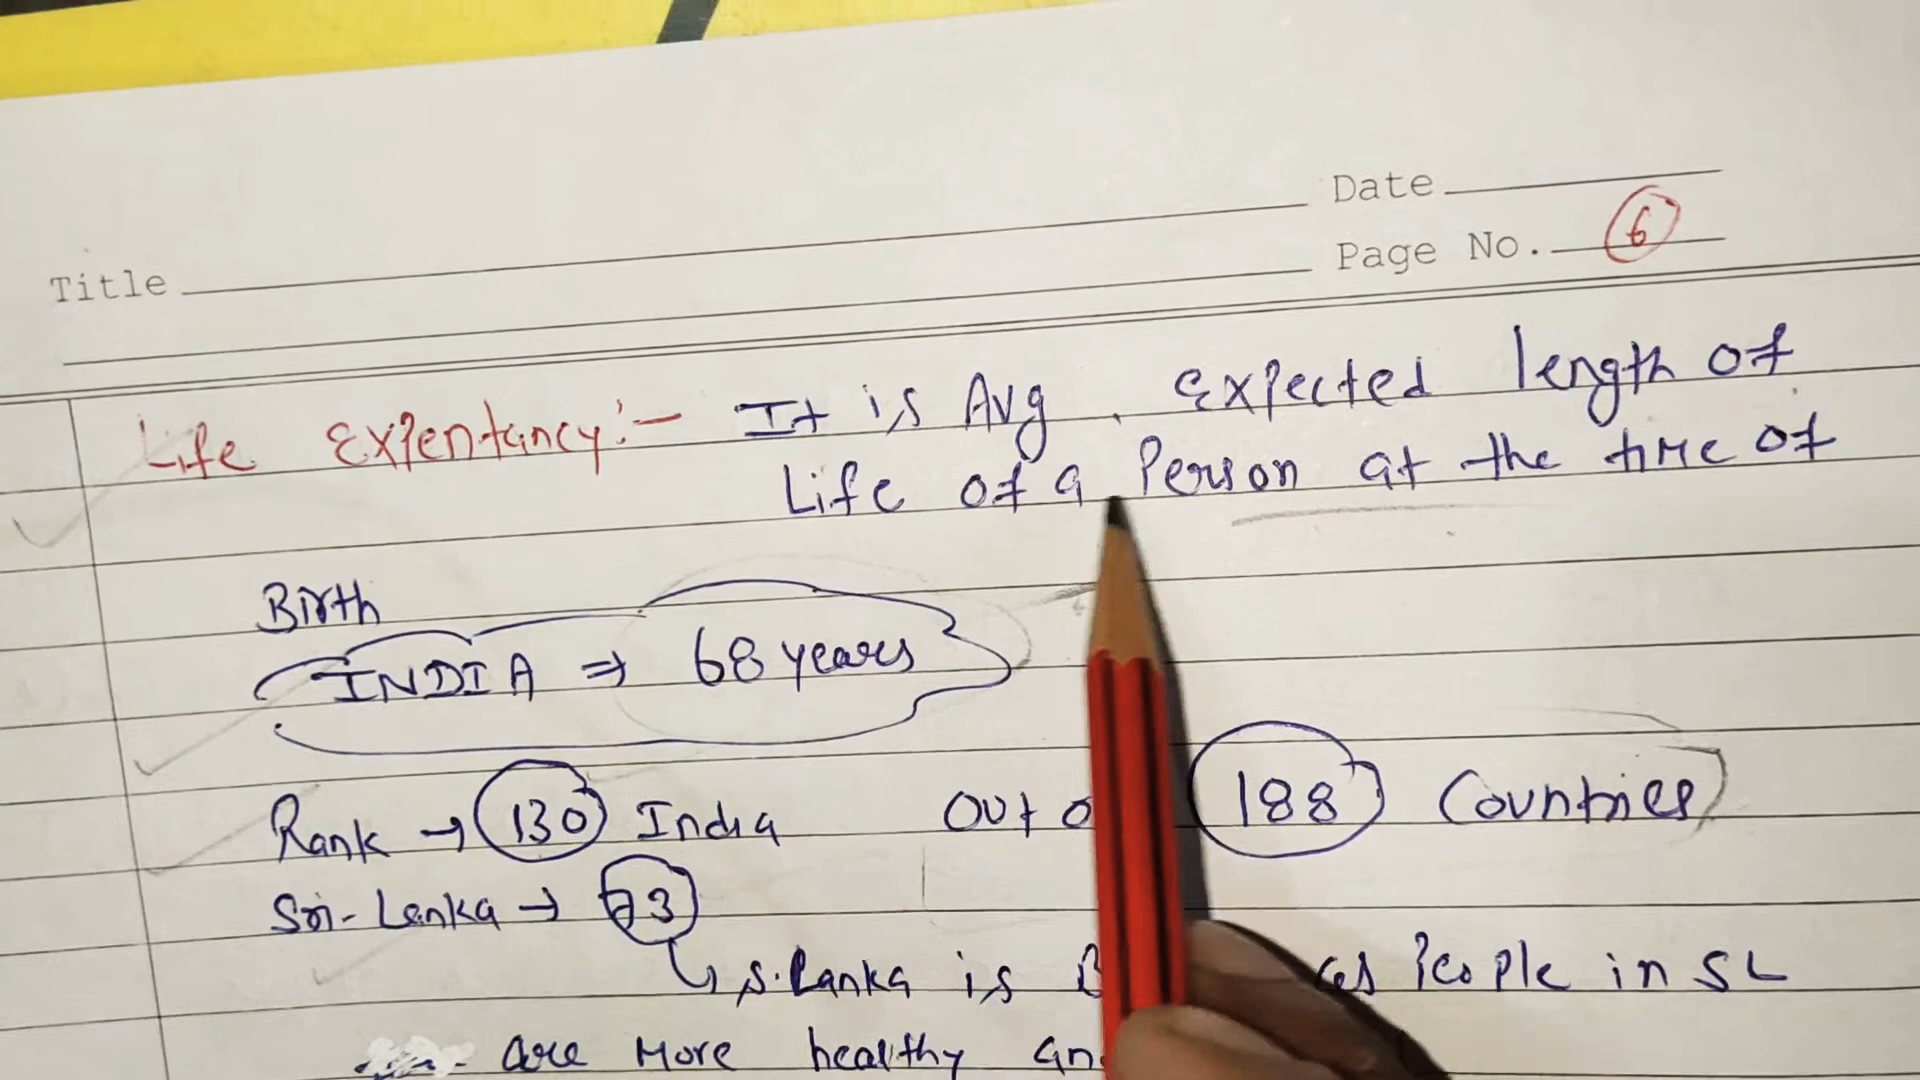 Date
Page No. 6
Title
Life Expentancy:- It is Avg. Expected length of
Life of a Person at the time of
Birth
INDIA ⇒ 68 years
Rank → 130 India Out 188 Countries
Sri-Lanka → 73
↳ S. Lanka is People in SL
are More healthy